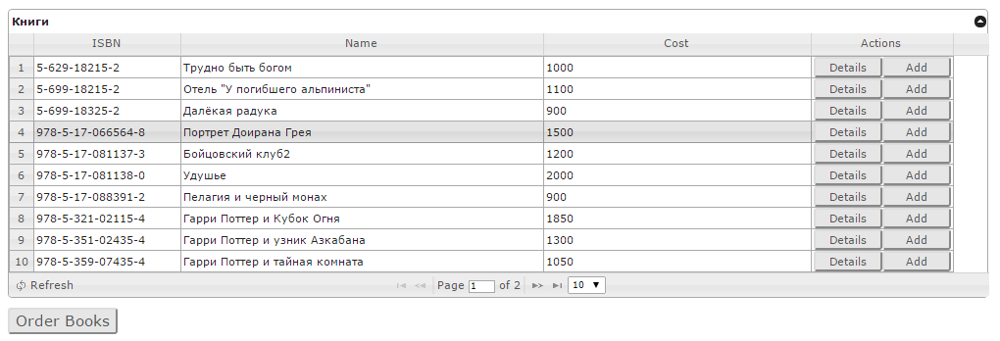 Книги
ISBN Name Cost Actions
1 5-629-18215-2 Трудно быть богом 1000 Details Add
2 5-699-18215-2 Отель "У погибшего альпиниста" 1100 Details Add
3 5-699-18325-2 Далёкая радука 900 Details Add
4 978-5-17-066564-8 Портрет Доирана Грея 1500 Details Add
5 978-5-17-081137-3 Бойцовский клуб2 1200 Details Add
6 978-5-17-081138-0 Удушье 2000 Details Add
7 978-5-17-088391-2 Пелагия и черный монах 900 Details Add
8 978-5-321-02115-4 Гарри Поттер и Кубок Огня 1850 Details Add
9 978-5-351-02435-4 Гарри Поттер и узник Азкабана 1300 Details Add
10 978-5-359-07435-4 Гарри Поттер и тайная комната 1050 Details Add
Refresh Page 1 of 2 10
Order Books